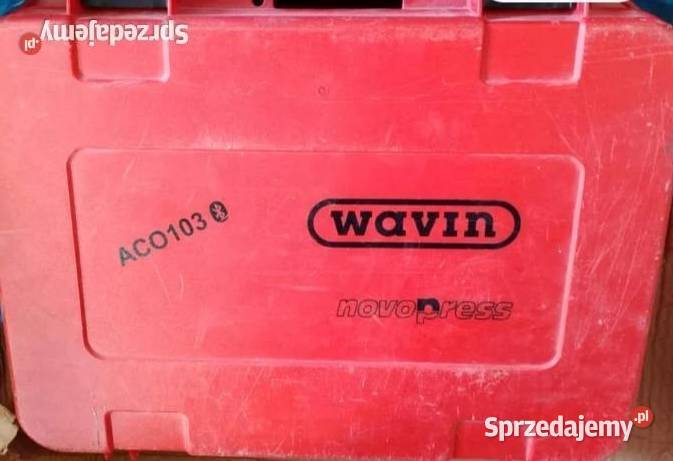 Sprzedajemy.pl
ACO103
wavin
novopress
Sprzedajemy.pl